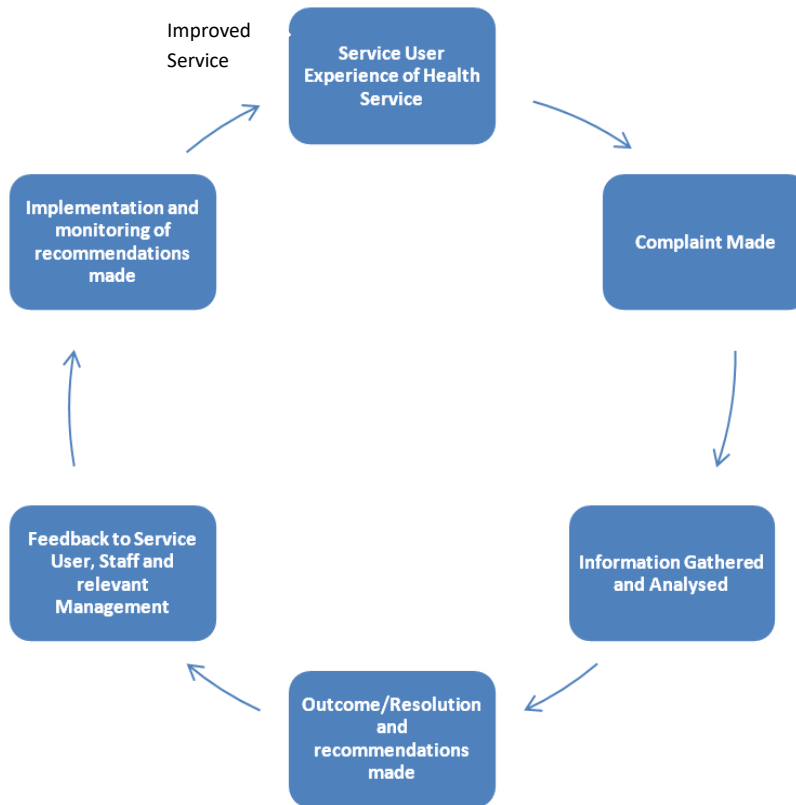 Improved
Service
Service User
Experience of Health
Service
Complaint Made
Information Gathered
and Analysed
Outcome/Resolution
and
recommendations
made
Feedback to Service
User, Staff and
relevant
Management
Implementation and
monitoring of
recommendations
made